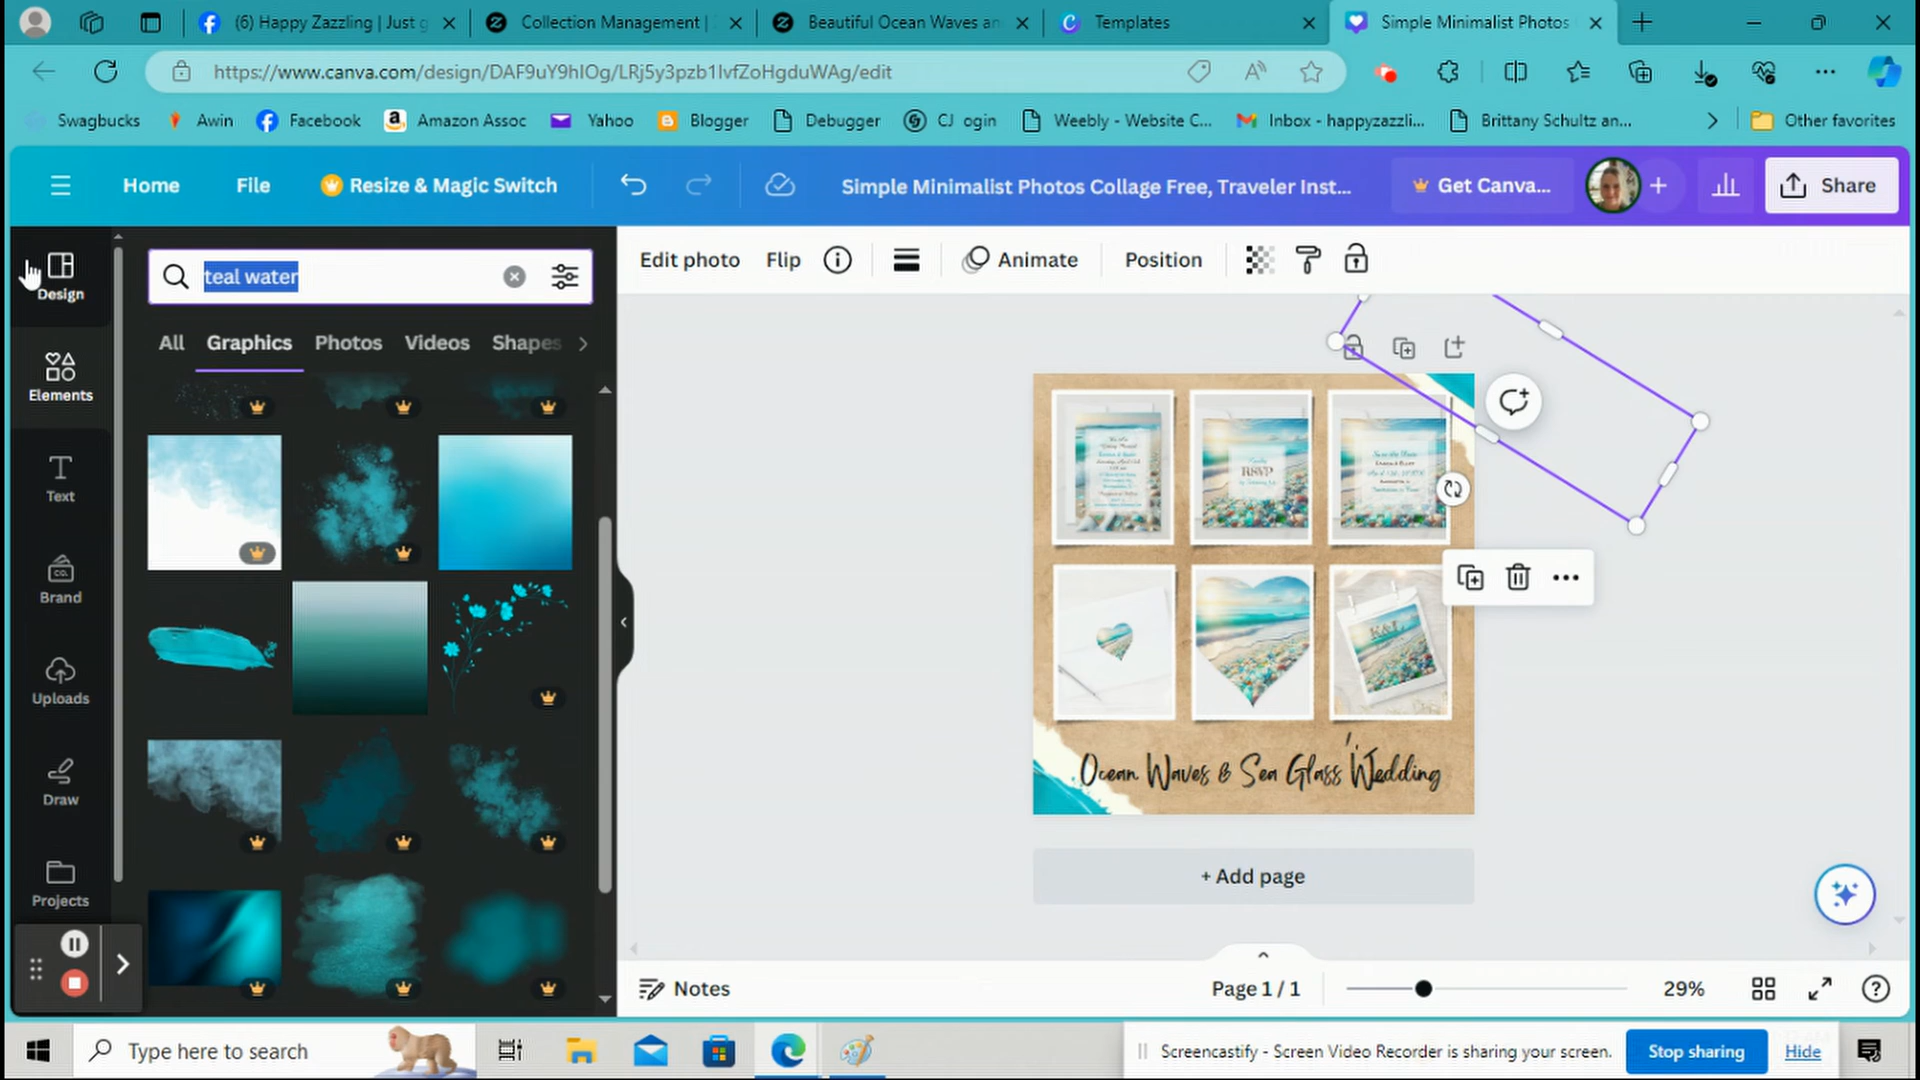 (6) Happy Zazzling | Just g
Collection Management |
Beautiful Ocean Waves an
Templates
Simple Minimalist Photos
https://www.canva.com/design/DAF9uY9hIOg/LRj5y3pzb1IvfZoHgduWAg/edit
Swagbucks
Awin
Facebook
Amazon Assoc
Yahoo
Blogger
Debugger
CJ ogin
Weebly - Website C...
Inbox - happyzazzli...
Brittany Schultz an...
Other favorites
Home
File
Resize & Magic Switch
Simple Minimalist Photos Collage Free, Traveler Inst...
Get Canva...
Share
Design
Elements
Text
Brand
Uploads
Draw
Projects
teal water
All
Graphics
Photos
Videos
Shapes
Edit photo
Flip
Animate
Position
RSVP
K&L
Ocean Waves & Sea Glass Wedding
+ Add page
Notes
Page 1 / 1
29%
Type here to search
Screencastify - Screen Video Recorder is sharing your screen.
Stop sharing
Hide